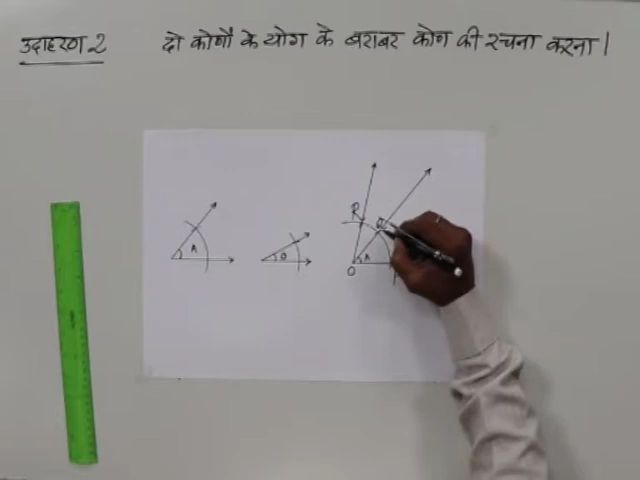 उदाहरण 2 दो कोणों के योग के बराबर कोण की रचना करना।
R
Q
A
O
A